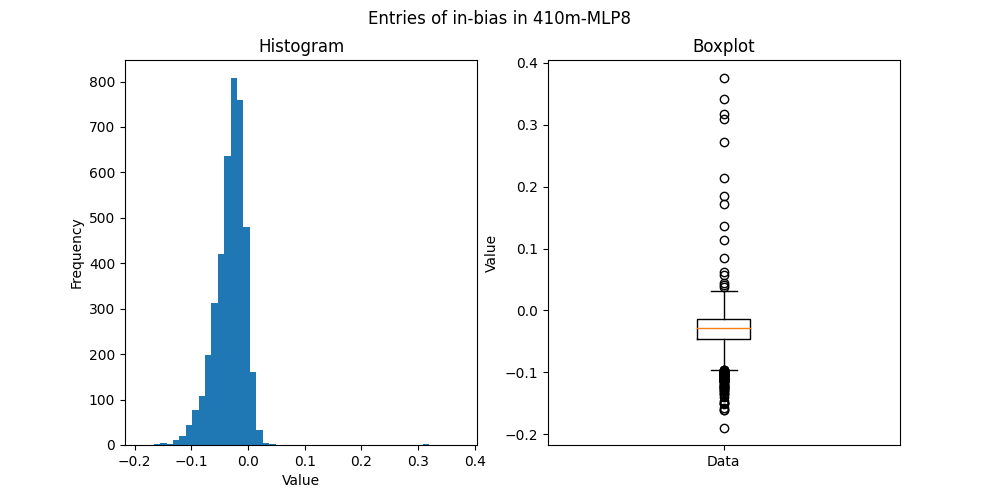 Entries of in-bias in 410m-MLP8
Histogram
Frequency
800
700
600
500
400
300
200
100
0
−0.2 −0.1 0.0 0.1 0.2 0.3 0.4
Value
Boxplot
Value
0.4
0.3
0.2
0.1
0.0
−0.1
−0.2
Data